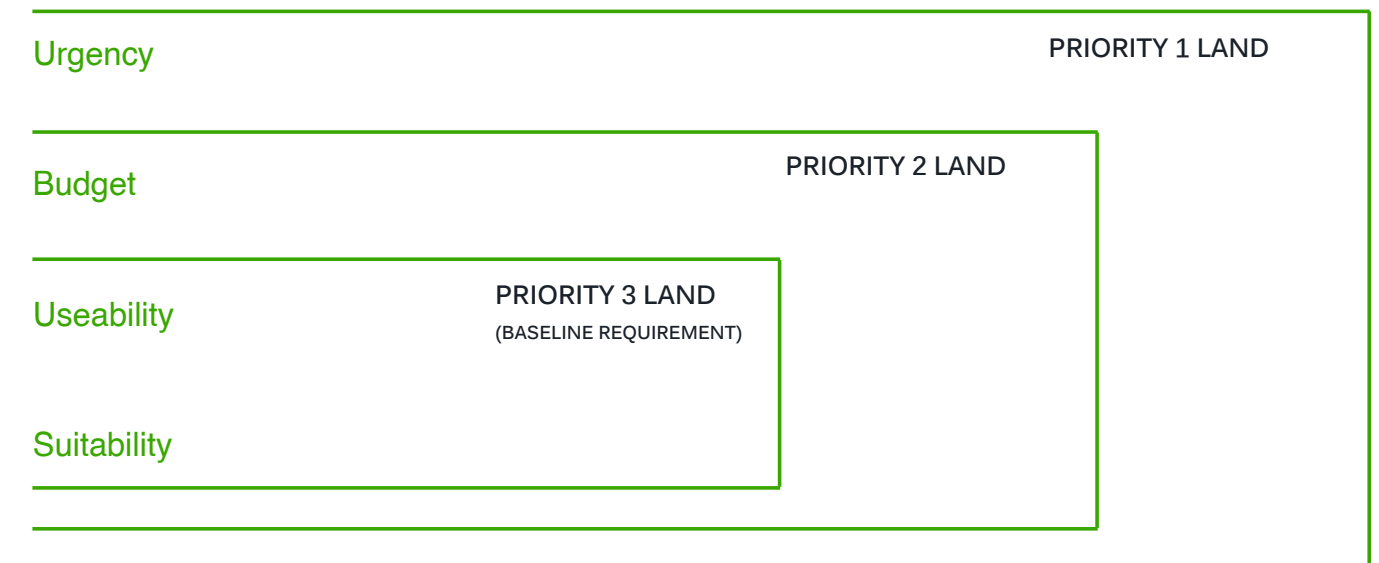 Urgency
PRIORITY 1 LAND
Budget
PRIORITY 2 LAND
Useability
PRIORITY 3 LAND
(BASELINE REQUIREMENT)
Suitability